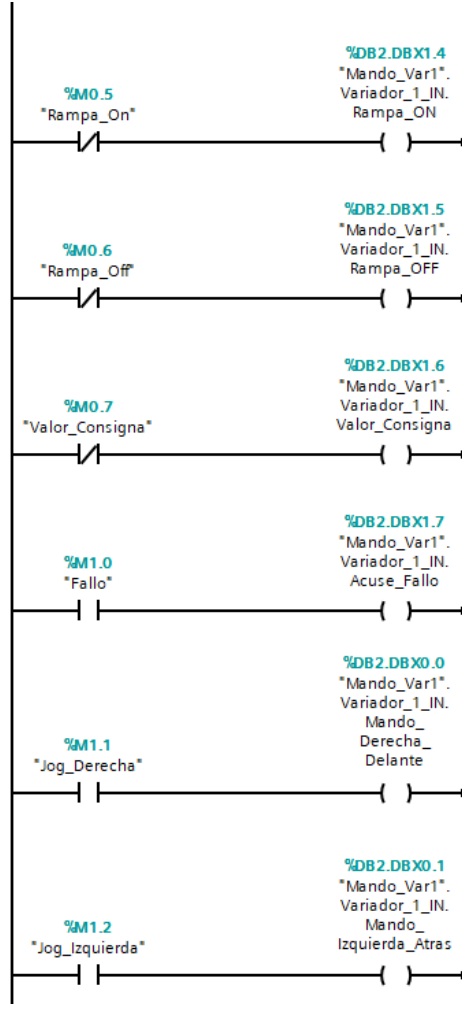 %DB2.DBX1.4
"Mando_Var1".
Variador_1_IN.
Rampa_ON
%M0.5
"Rampa_On"
%DB2.DBX1.5
"Mando_Var1".
Variador_1_IN.
Rampa_OFF
%M0.6
"Rampa_Off"
%DB2.DBX1.6
"Mando_Var1".
Variador_1_IN.
Valor_Consigna
%M0.7
"Valor_Consigna"
%DB2.DBX1.7
"Mando_Var1".
Variador_1_IN.
Acuse_Fallo
%M1.0
"Fallo"
%DB2.DBX0.0
"Mando_Var1".
Variador_1_IN.
Mando_
Derecha_
Delante
%M1.1
"Jog_Derecha"
%DB2.DBX0.1
"Mando_Var1".
Variador_1_IN.
Mando_
Izquierda_Atras
%M1.2
"Jog_Izquierda"